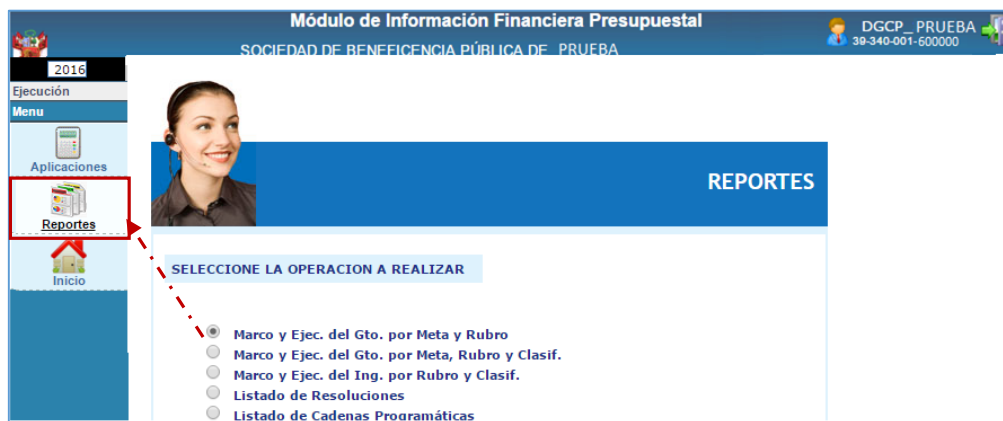 Módulo de Información Financiera Presupuestal
SOCIEDAD DE BENEFICENCIA PÚBLICA DE PRUEBA
DGCP_ PRUEBA
39-340-001-600000
2016
Ejecución
Menu
Aplicaciones
Reportes
Inicio
REPORTES
SELECCIONE LA OPERACION A REALIZAR
Marco y Ejec. del Gto. por Meta y Rubro
Marco y Ejec. del Gto. por Meta, Rubro y Clasif.
Marco y Ejec. del Ing. por Rubro y Clasif.
Listado de Resoluciones
Listado de Cadenas Programáticas